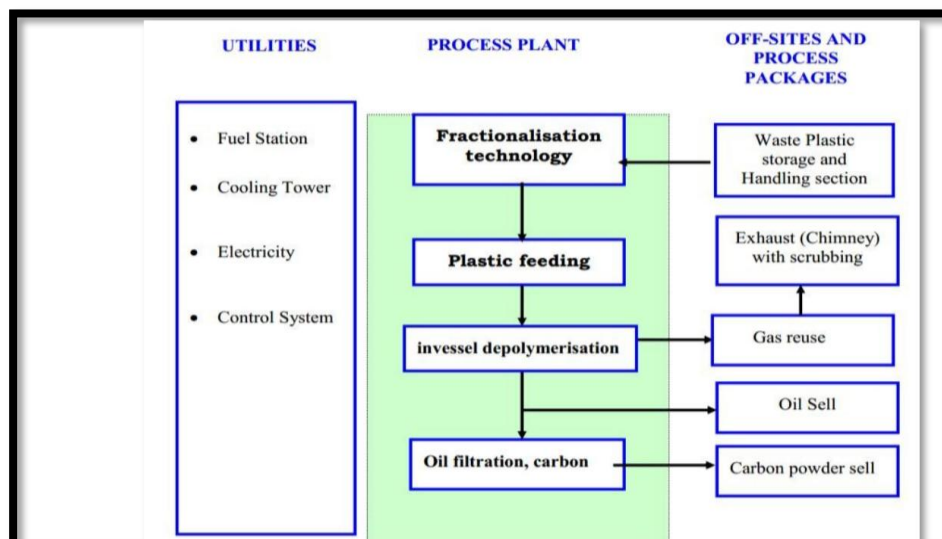 UTILITIES
PROCESS PLANT
OFF-SITES AND
PROCESS
PACKAGES
• Fuel Station
• Cooling Tower
• Electricity
• Control System
Fractionalisation
technology
Plastic feeding
invessel depolymerisation
Oil filtration, carbon
Waste Plastic
storage and
Handling section
Exhaust (Chimney)
with scrubbing
Gas reuse
Oil Sell
Carbon powder sell